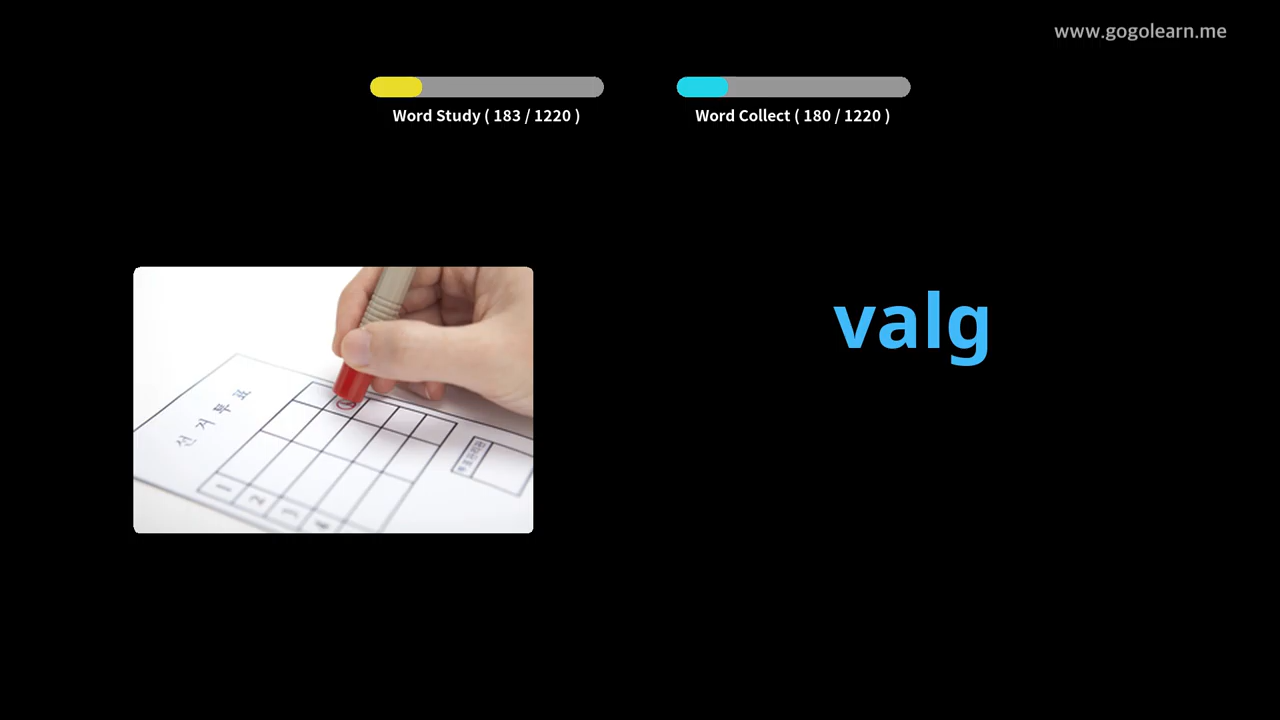 www.gogolearn.me
Word Study ( 183 / 1220 )
Word Collect ( 180 / 1220 )
valg
선거투표
1
2
3
4